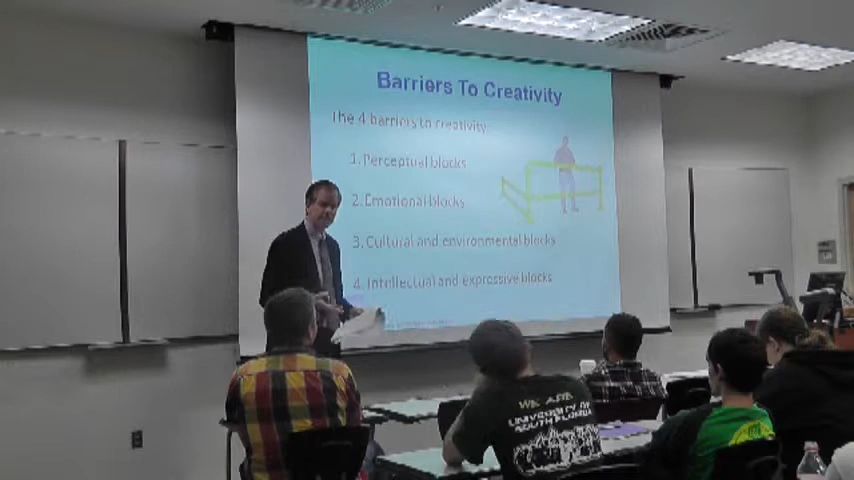 Barriers To Creativity
The 4 barriers to creativity
1. Perceptual blocks
2. Emotional blocks
3. Cultural and environmental blocks
4. Intellectual and expressive blocks
WE ARE
UNIVERSITY OF
SOUTH FLORIDA